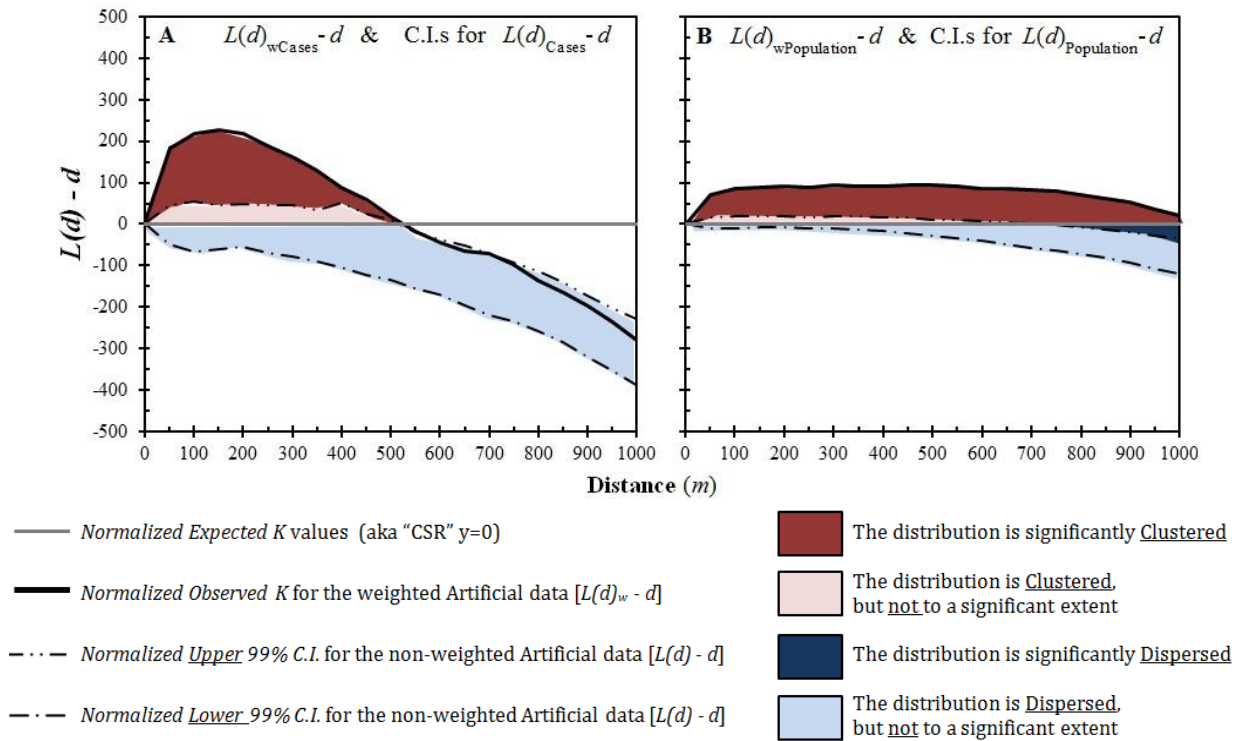 A L(d)wCases-d & C.I.s for L(d)Cases-d
B L(d)wPopulation-d & C.I.s for L(d)Population-d
L(d) - d
500
400
300
200
100
0
-100
-200
-300
-400
-500
0 100 200 300 400 500 600 700 800 900 1000
0 100 200 300 400 500 600 700 800 900 1000
Distance (m)
Normalized Expected K values (aka “CSR” y=0)
Normalized Observed K for the weighted Artificial data [L(d)w - d]
Normalized Upper 99% C.I. for the non-weighted Artificial data [L(d) - d]
Normalized Lower 99% C.I. for the non-weighted Artificial data [L(d) - d]
The distribution is significantly Clustered
The distribution is Clustered,
but not to a significant extent
The distribution is significantly Dispersed
The distribution is Dispersed,
but not to a significant extent